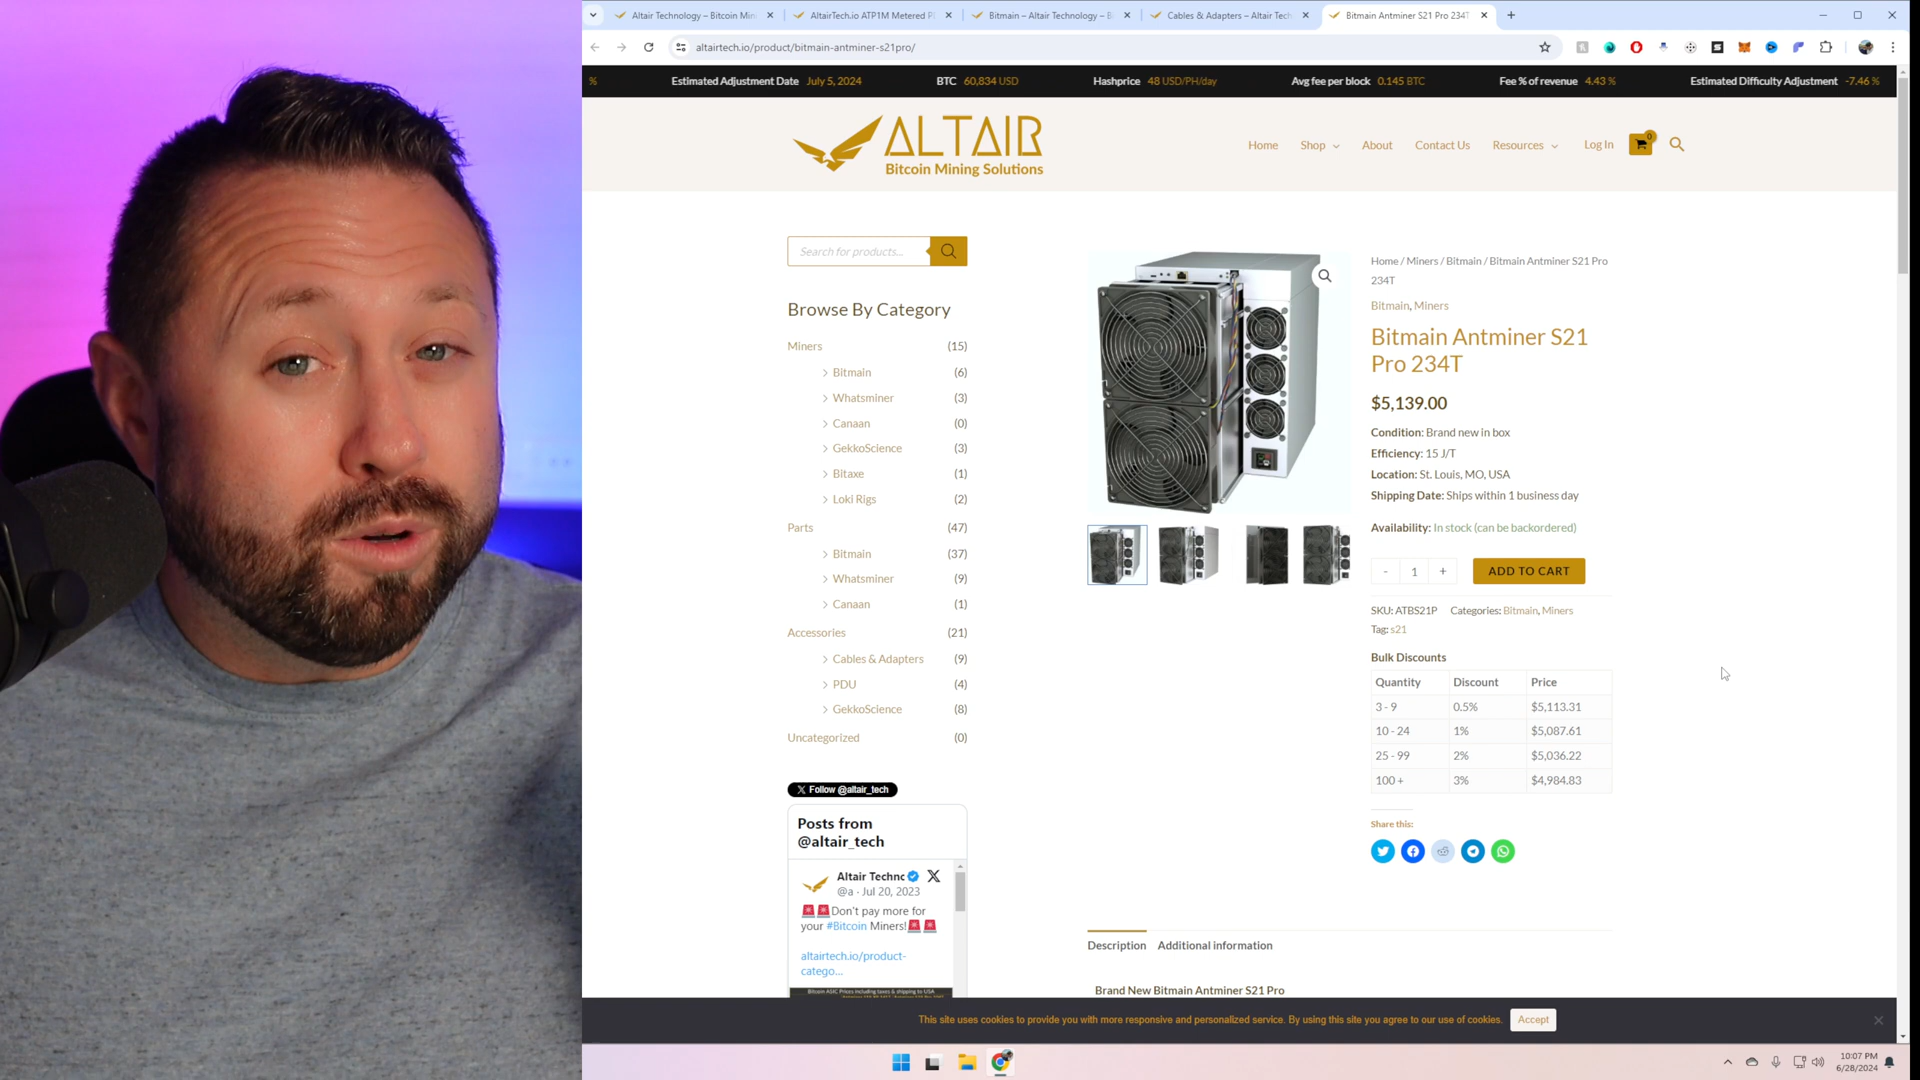 Altair Technology – Bitcoin Min
AltairTech.io ATP1M Metered P
Bitmain – Altair Technology – B
Cables & Adapters – Altair Tech
Bitmain Antminer S21 Pro 234T
altairtech.io/product/bitmain-antminer-s21pro/
% Estimated Adjustment Date July 5, 2024 BTC 60,834 USD Hashprice 48 USD/PH/day Avg fee per block 0.145 BTC Fee % of revenue 4.43 % Estimated Difficulty Adjustment -7.46 %
ALTAIR
Bitcoin Mining Solutions
Home Shop About Contact Us Resources Log In 0
Search for products...
Browse By Category
Miners (15)
Bitmain (6)
Whatsminer (3)
Canaan (0)
GekkoScience (3)
Bitaxe (1)
Loki Rigs (2)
Parts (47)
Bitmain (37)
Whatsminer (9)
Canaan (1)
Accessories (21)
Cables & Adapters (9)
PDU (4)
GekkoScience (8)
Uncategorized (0)
Follow @altair_tech
Posts from
@altair_tech
Altair Techno
@a · Jul 20, 2023
🚨🚨Don't pay more for
your #Bitcoin Miners!🚨🚨
altairtech.io/product-
catego...
Bitcoin ASIC Prices including taxes & shipping to USA
Home / Miners / Bitmain / Bitmain Antminer S21 Pro
234T
Bitmain, Miners
Bitmain Antminer S21
Pro 234T
$5,139.00
Condition: Brand new in box
Efficiency: 15 J/T
Location: St. Louis, MO, USA
Shipping Date: Ships within 1 business day
Availability: In stock (can be backordered)
- 1 + ADD TO CART
SKU: ATBS21P Categories: Bitmain, Miners
Tag: s21
Bulk Discounts
Quantity Discount Price
3 - 9 0.5% $5,113.31
10 - 24 1% $5,087.61
25 - 99 2% $5,036.22
100 + 3% $4,984.83
Share this:
Description Additional information
Brand New Bitmain Antminer S21 Pro
This site uses cookies to provide you with more responsive and personalized service. By using this site you agree to our use of cookies. Accept
10:07 PM
6/28/2024